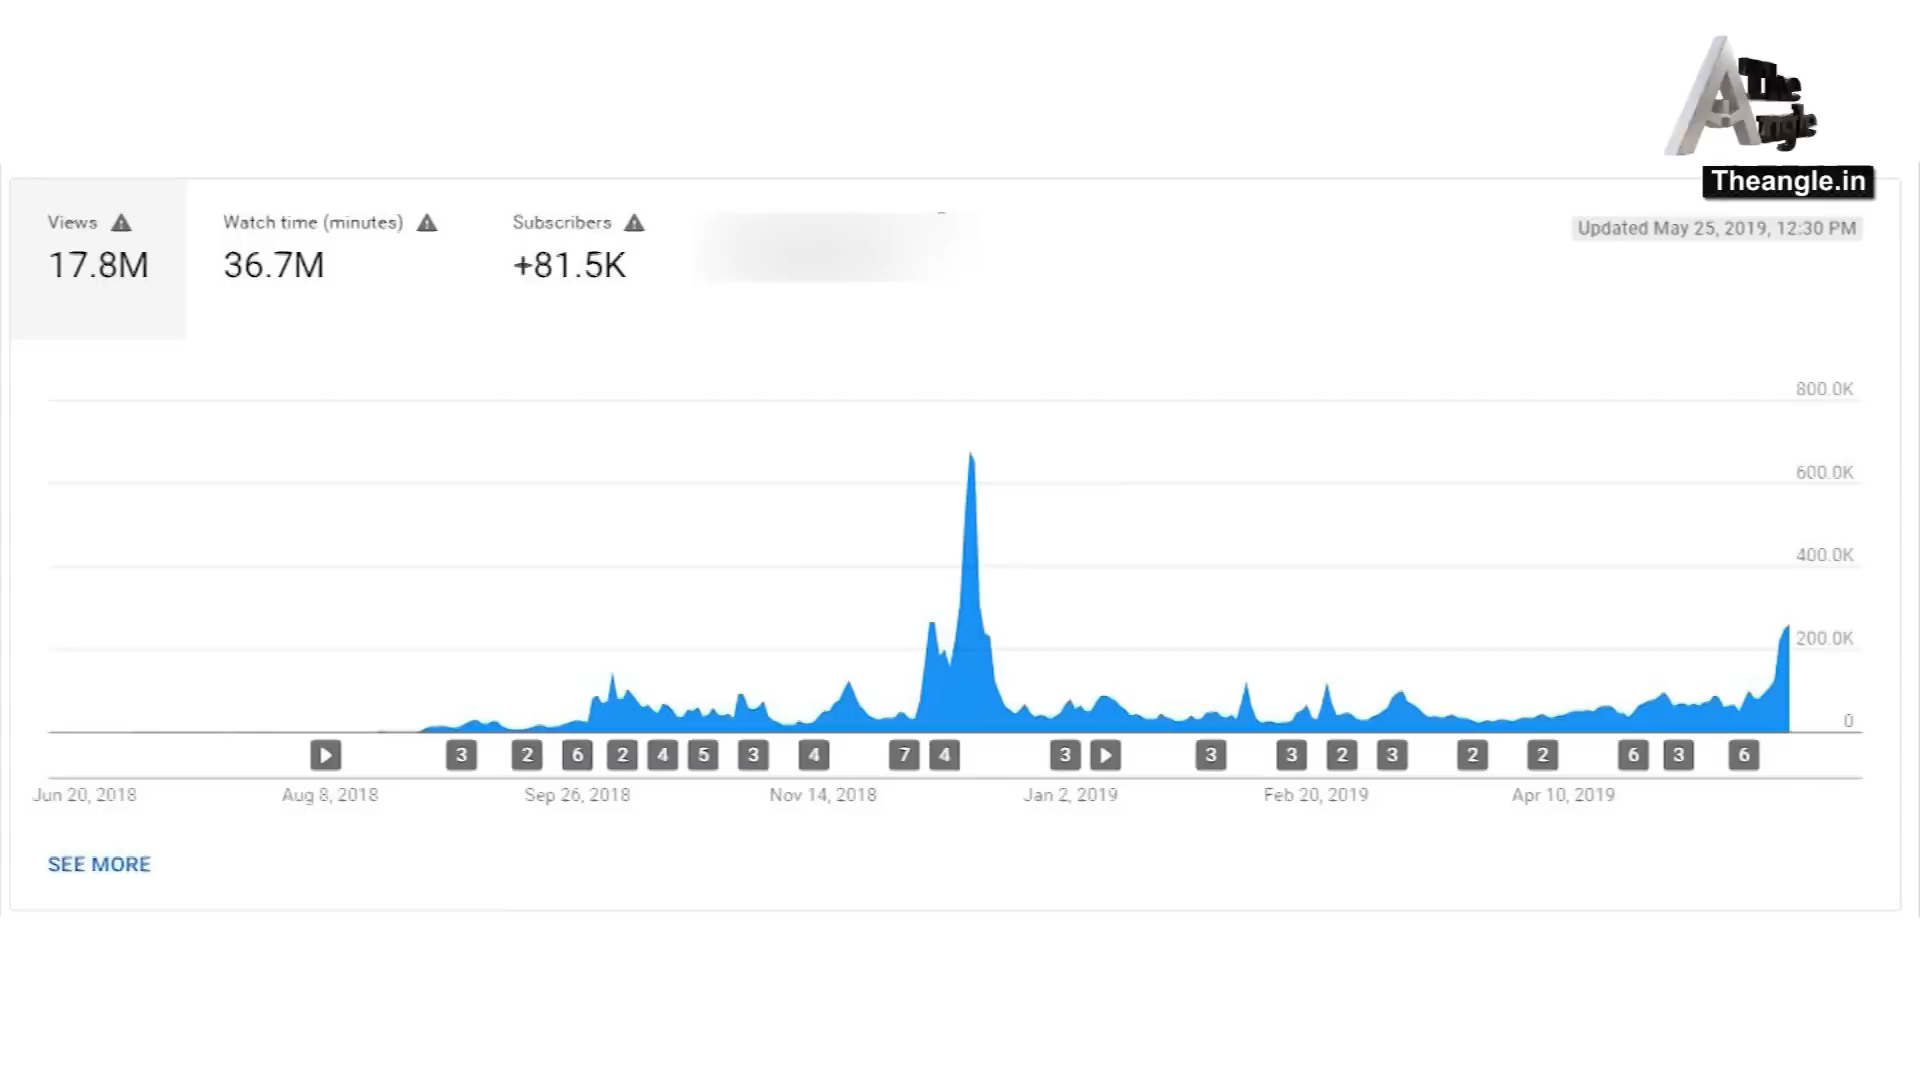 The
Angle
Theangle.in
Views
17.8M
Watch time (minutes)
36.7M
Subscribers
+81.5K
Updated May 25, 2019, 12:30 PM
800.0K
600.0K
400.0K
200.0K
0
3 2 6 2 4 5 3 4 7 4 3 3 3 2 3 2 2 6 3 6
Jun 20, 2018 Aug 8, 2018 Sep 26, 2018 Nov 14, 2018 Jan 2, 2019 Feb 20, 2019 Apr 10, 2019
SEE MORE